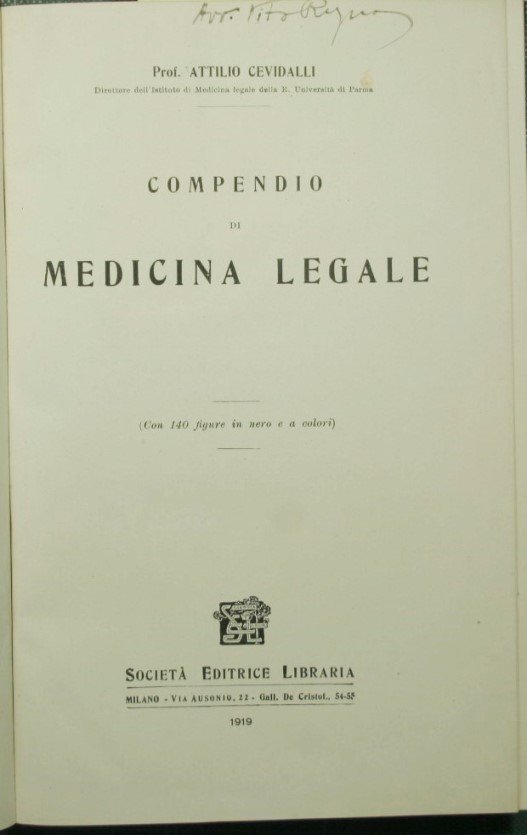 Avv. Vito
Prof. ATTILIO CEVIDALLI
Direttore dell'Istituto di Medicina legale della R. Università di Parma
COMPENDIO
DI
MEDICINA LEGALE
(Con 140 figure in nero e a colori)
SOCIETÀ EDITRICE LIBRARIA
MILANO - VIA AUSONIO, 22 - Gall. De Cristof., 54-55
1919